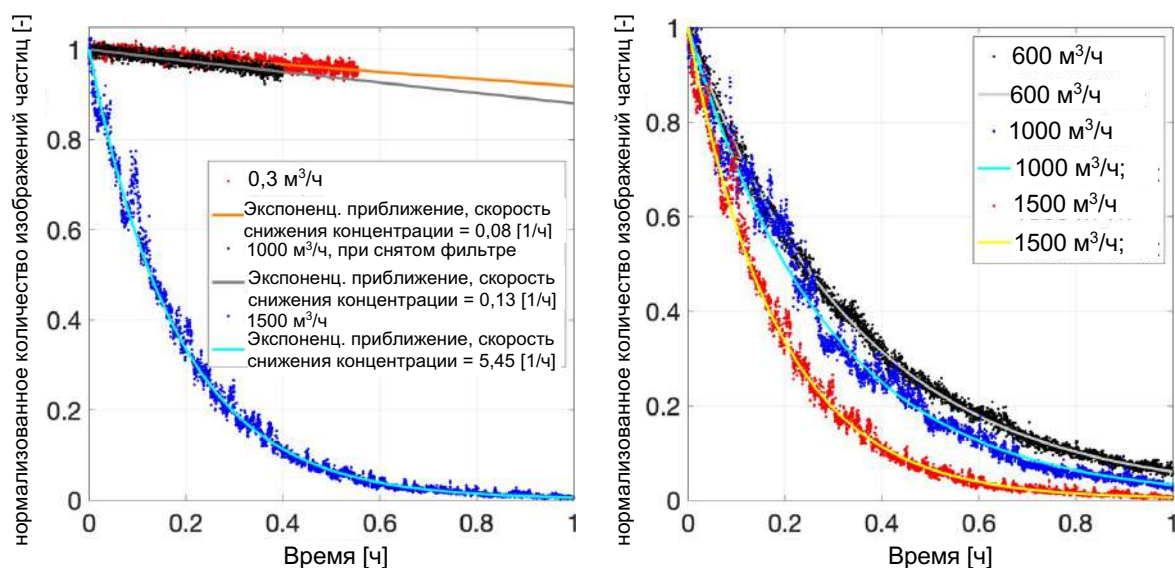 нормализованное количество изображений частиц [-]
1
0.8
0.6
0.4
0.2
0
0
0.2
0.4
0.6
0.8
1
Время [ч]
0,3 м³/ч
Экспоненц. приближение, скорость
снижения концентрации = 0,08 [1/ч]
1000 м³/ч, при снятом фильтре
Экспоненц. приближение, скорость
снижения концентрации = 0,13 [1/ч]
1500 м³/ч
Экспоненц. приближение, скорость
снижения концентрации = 5,45 [1/ч]
нормализованное количество изображений частиц [-]
1
0.8
0.6
0.4
0.2
0
0
0.2
0.4
0.6
0.8
1
Время [ч]
600 м³/ч
600 м³/ч
1000 м³/ч
1000 м³/ч;
1500 м³/ч
1500 м³/ч;